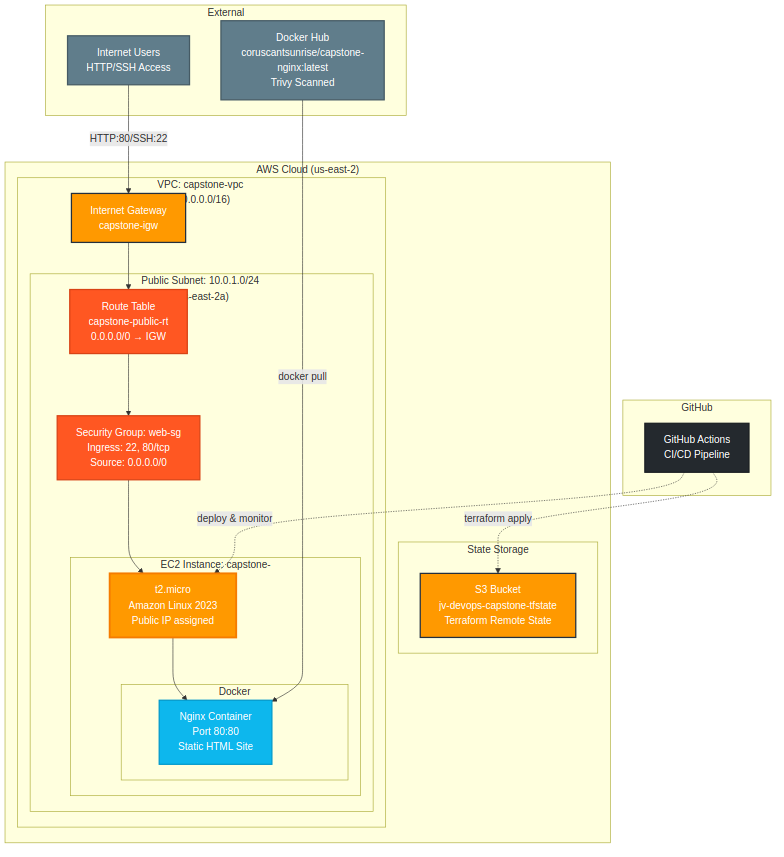 External
Internet Users
HTTP/SSH Access
Docker Hub
coruscantsunrise/capstone-
nginx:latest
Trivy Scanned
HTTP:80/SSH:22
AWS Cloud (us-east-2)
VPC: capstone-vpc
.0.0.0/16)
Internet Gateway
capstone-igw
Public Subnet: 10.0.1.0/24
-east-2a)
Route Table
capstone-public-rt
0.0.0.0/0 → IGW
docker pull
Security Group: web-sg
Ingress: 22, 80/tcp
Source: 0.0.0.0/0
GitHub
GitHub Actions
CI/CD Pipeline
deploy & monitor
terraform apply
State Storage
S3 Bucket
jv-devops-capstone-tfstate
Terraform Remote State
EC2 Instance: capstone-
t2.micro
Amazon Linux 2023
Public IP assigned
Docker
Nginx Container
Port 80:80
Static HTML Site